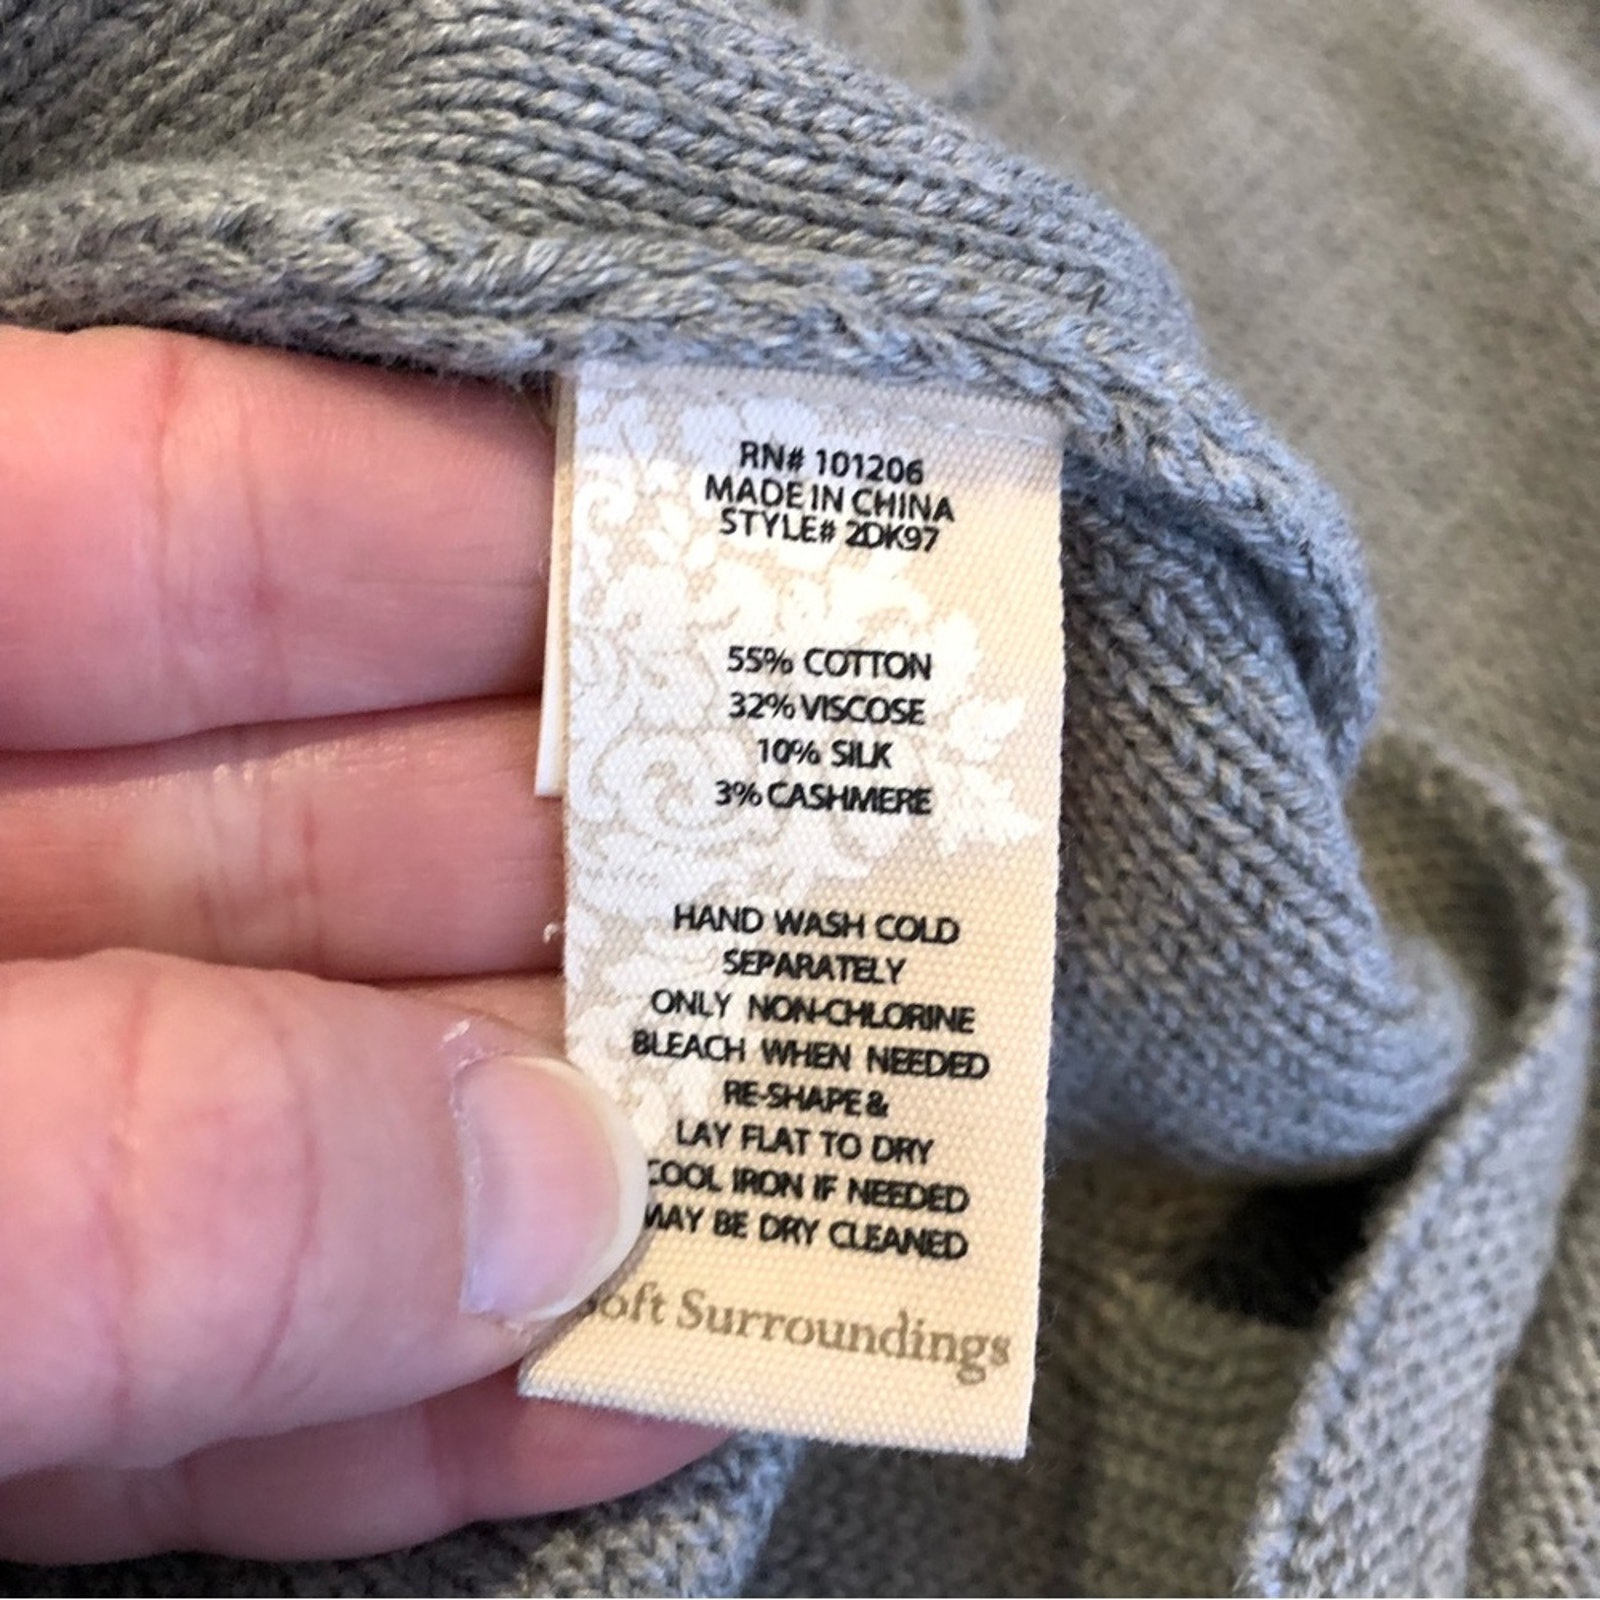 RN# 101206
MADE IN CHINA
STYLE# 2DK97
55% COTTON
32% VISCOSE
10% SILK
3% CASHMERE
HAND WASH COLD
SEPARATELY
ONLY NON-CHLORINE
BLEACH WHEN NEEDED
RE-SHAPE &
LAY FLAT TO DRY
COOL IRON IF NEEDED
MAY BE DRY CLEANED
Soft Surroundings